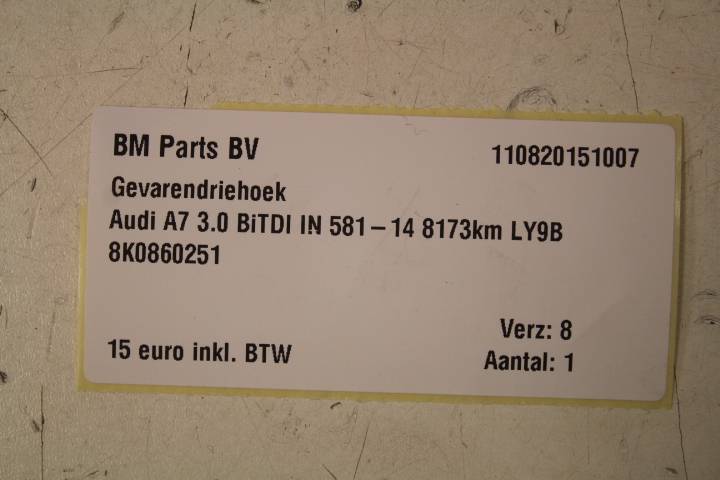 BM Parts BV 110820151007
Gevarendriehoek
Audi A7 3.0 BiTDI IN 581-14 8173km LY9B
8K0860251
Verz: 8
15 euro inkl. BTW Aantal: 1